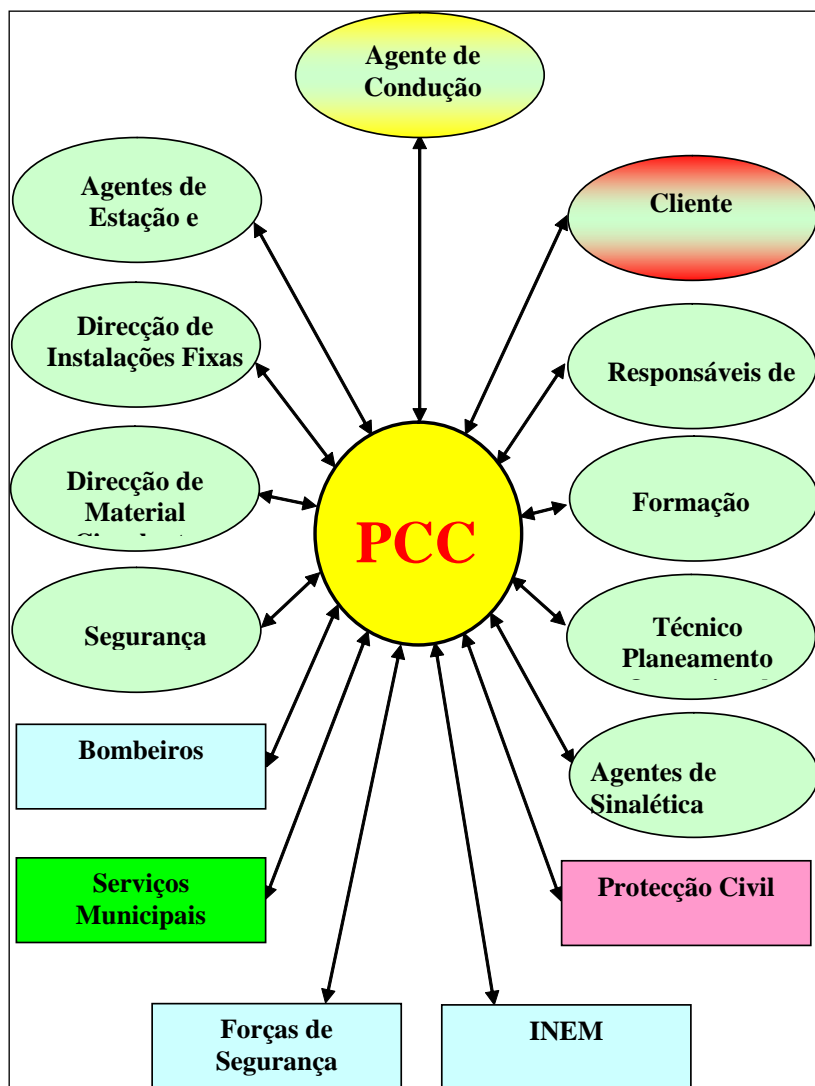 Agente de
Condução
Agentes de
Estação e
Cliente
Direcção de
Instalações Fixas
Responsáveis de
Direcção de
Material
Formação
PCC
Segurança
Técnico
Planeamento
Bombeiros
Agentes de
Sinalética
Serviços
Municipais
Protecção Civil
Forças de
Segurança
INEM